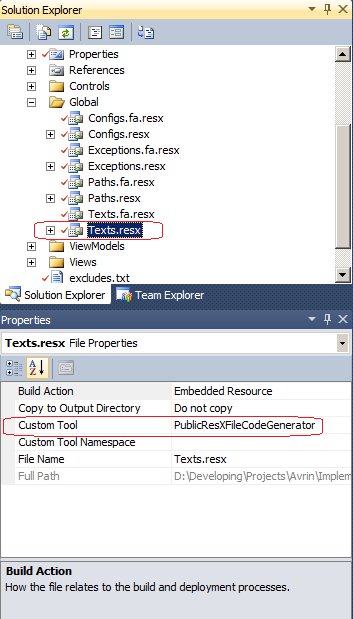 Solution Explorer
Properties
References
Controls
Global
Configs.fa.resx
Configs.resx
Exceptions.fa.resx
Exceptions.resx
Paths.fa.resx
Paths.resx
Texts.fa.resx
Texts.resx
ViewModels
Views
excludes.txt
Solution Explorer Team Explorer
Properties
Texts.resx File Properties
Build Action Embedded Resource
Copy to Output Directory Do not copy
Custom Tool PublicResXFileCodeGenerator
Custom Tool Namespace
File Name Texts.resx
Full Path D:\Developing\Projects\Avrin\Implem
Build Action
How the file relates to the build and deployment processes.